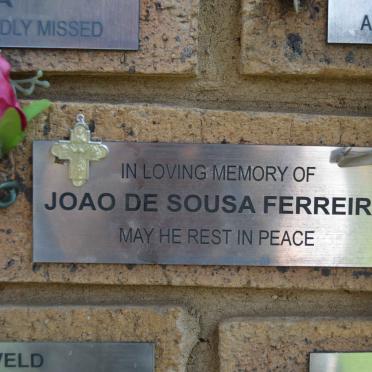 A
DLY MISSED
A
IN LOVING MEMORY OF
JOAO DE SOUSA FERREIR
MAY HE REST IN PEACE
VELD